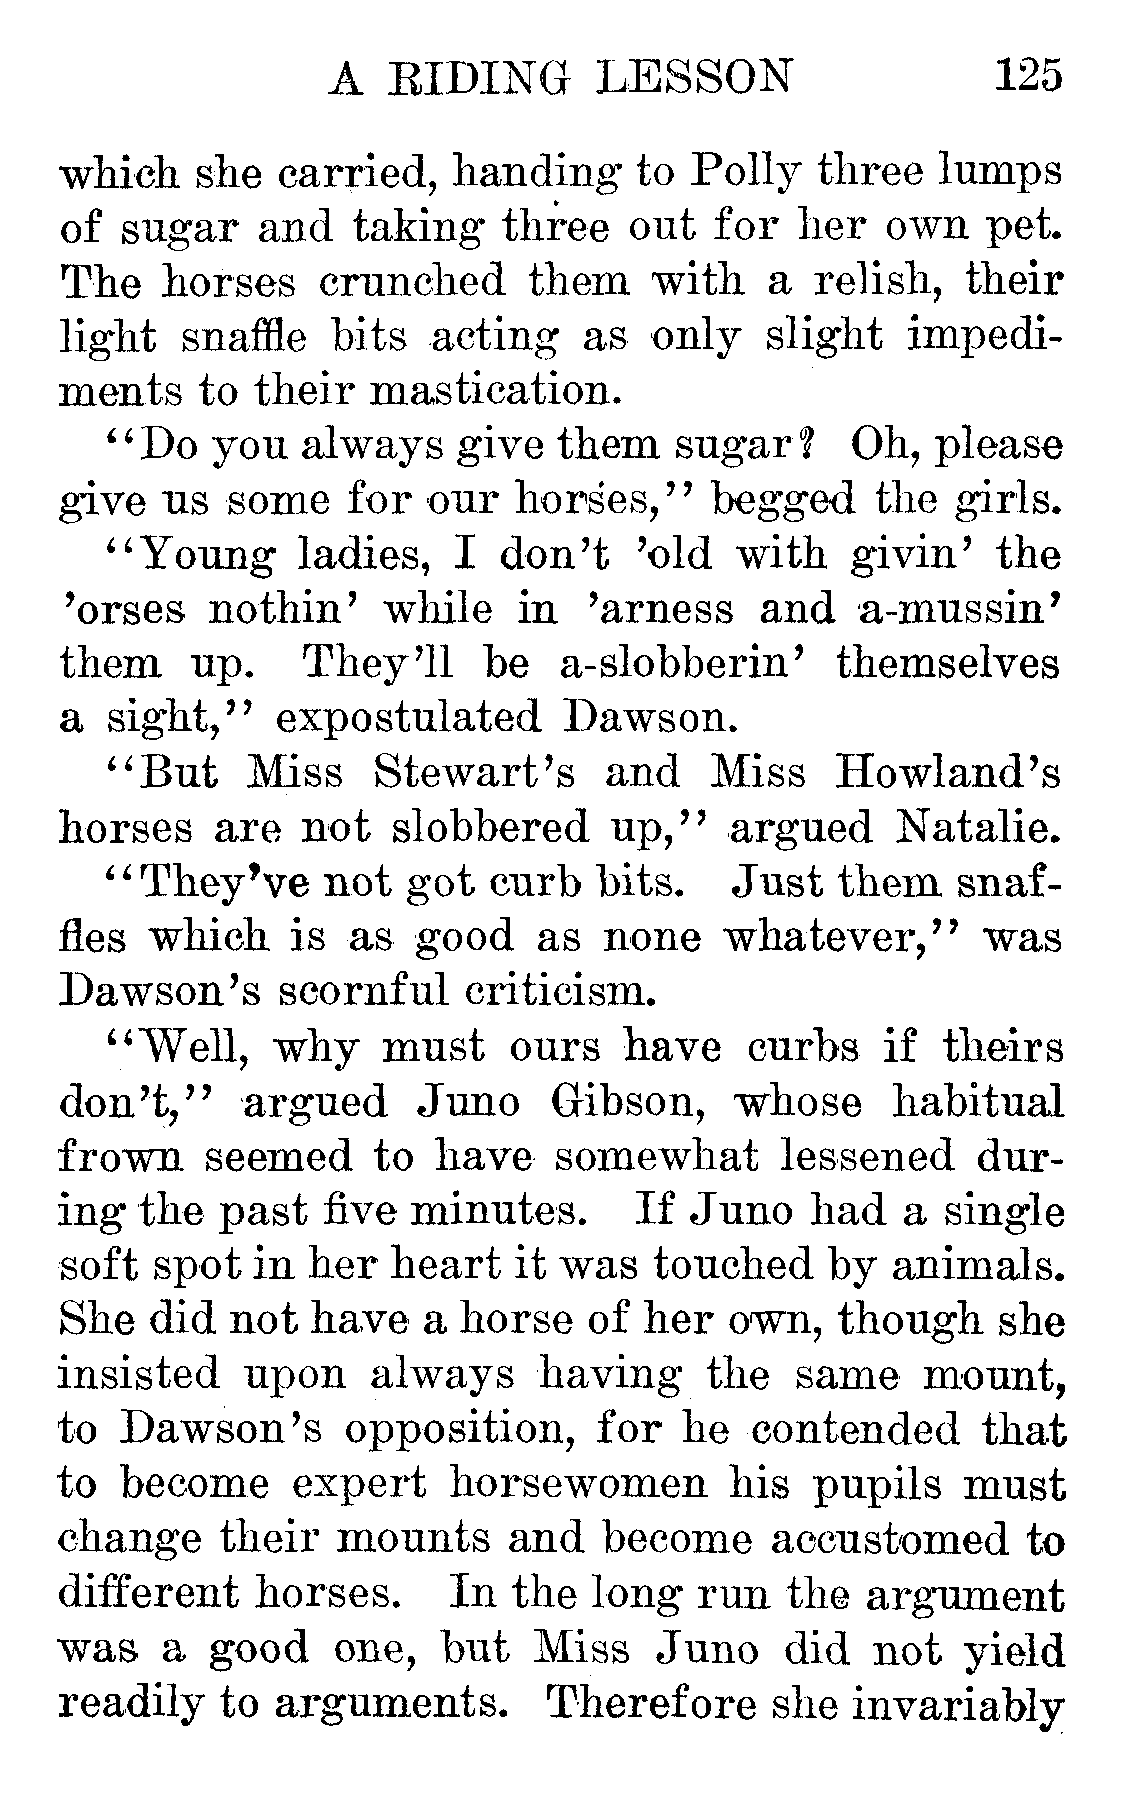 A RIDING LESSON 125
which she carried, handing to Polly three lumps
of sugar and taking three out for her own pet.
The horses crunched them with a relish, their
light snaffle bits acting as only slight impedi-
ments to their mastication.
"Do you always give them sugar? Oh, please
give us some for our horses," begged the girls.
"Young ladies, I don't 'old with givin' the
'orses nothin' while in 'arness and a-mussin'
them up. They'll be a-slobberin' themselves
a sight," expostulated Dawson.
"But Miss Stewart's and Miss Howland's
horses are not slobbered up," argued Natalie.
"They've not got curb bits. Just them snaf-
fles which is as good as none whatever," was
Dawson's scornful criticism.
"Well, why must ours have curbs if theirs
don't," argued Juno Gibson, whose habitual
frown seemed to have somewhat lessened dur-
ing the past five minutes. If Juno had a single
soft spot in her heart it was touched by animals.
She did not have a horse of her own, though she
insisted upon always having the same mount,
to Dawson's opposition, for he contended that
to become expert horsewomen his pupils must
change their mounts and become accustomed to
different horses. In the long run the argument
was a good one, but Miss Juno did not yield
readily to arguments. Therefore she invariably